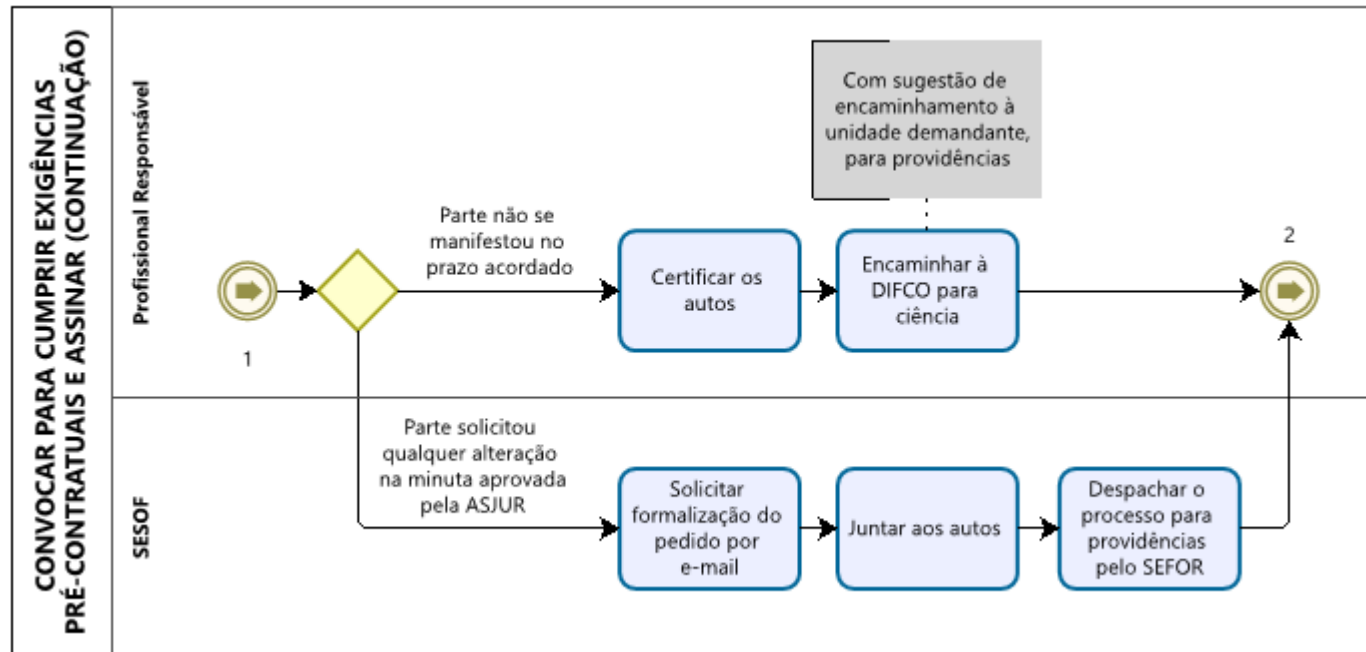 CONVOCAR PARA CUMPRIR EXIGÊNCIAS
PRÉ-CONTRATUAIS E ASSINAR (CONTINUAÇÃO)
Profissional Responsável
Com sugestão de
encaminhamento à
unidade demandante,
para providências
Parte não se
manifestou no
prazo acordado
1
Certificar os
autos
Encaminhar à
DIFCO para
ciência
2
SESOF
Parte solicitou
qualquer alteração
na minuta aprovada
pela ASJUR
Solicitar
formalização do
pedido por
e-mail
Juntar aos autos
Despachar o
processo para
providências
pelo SEFOR